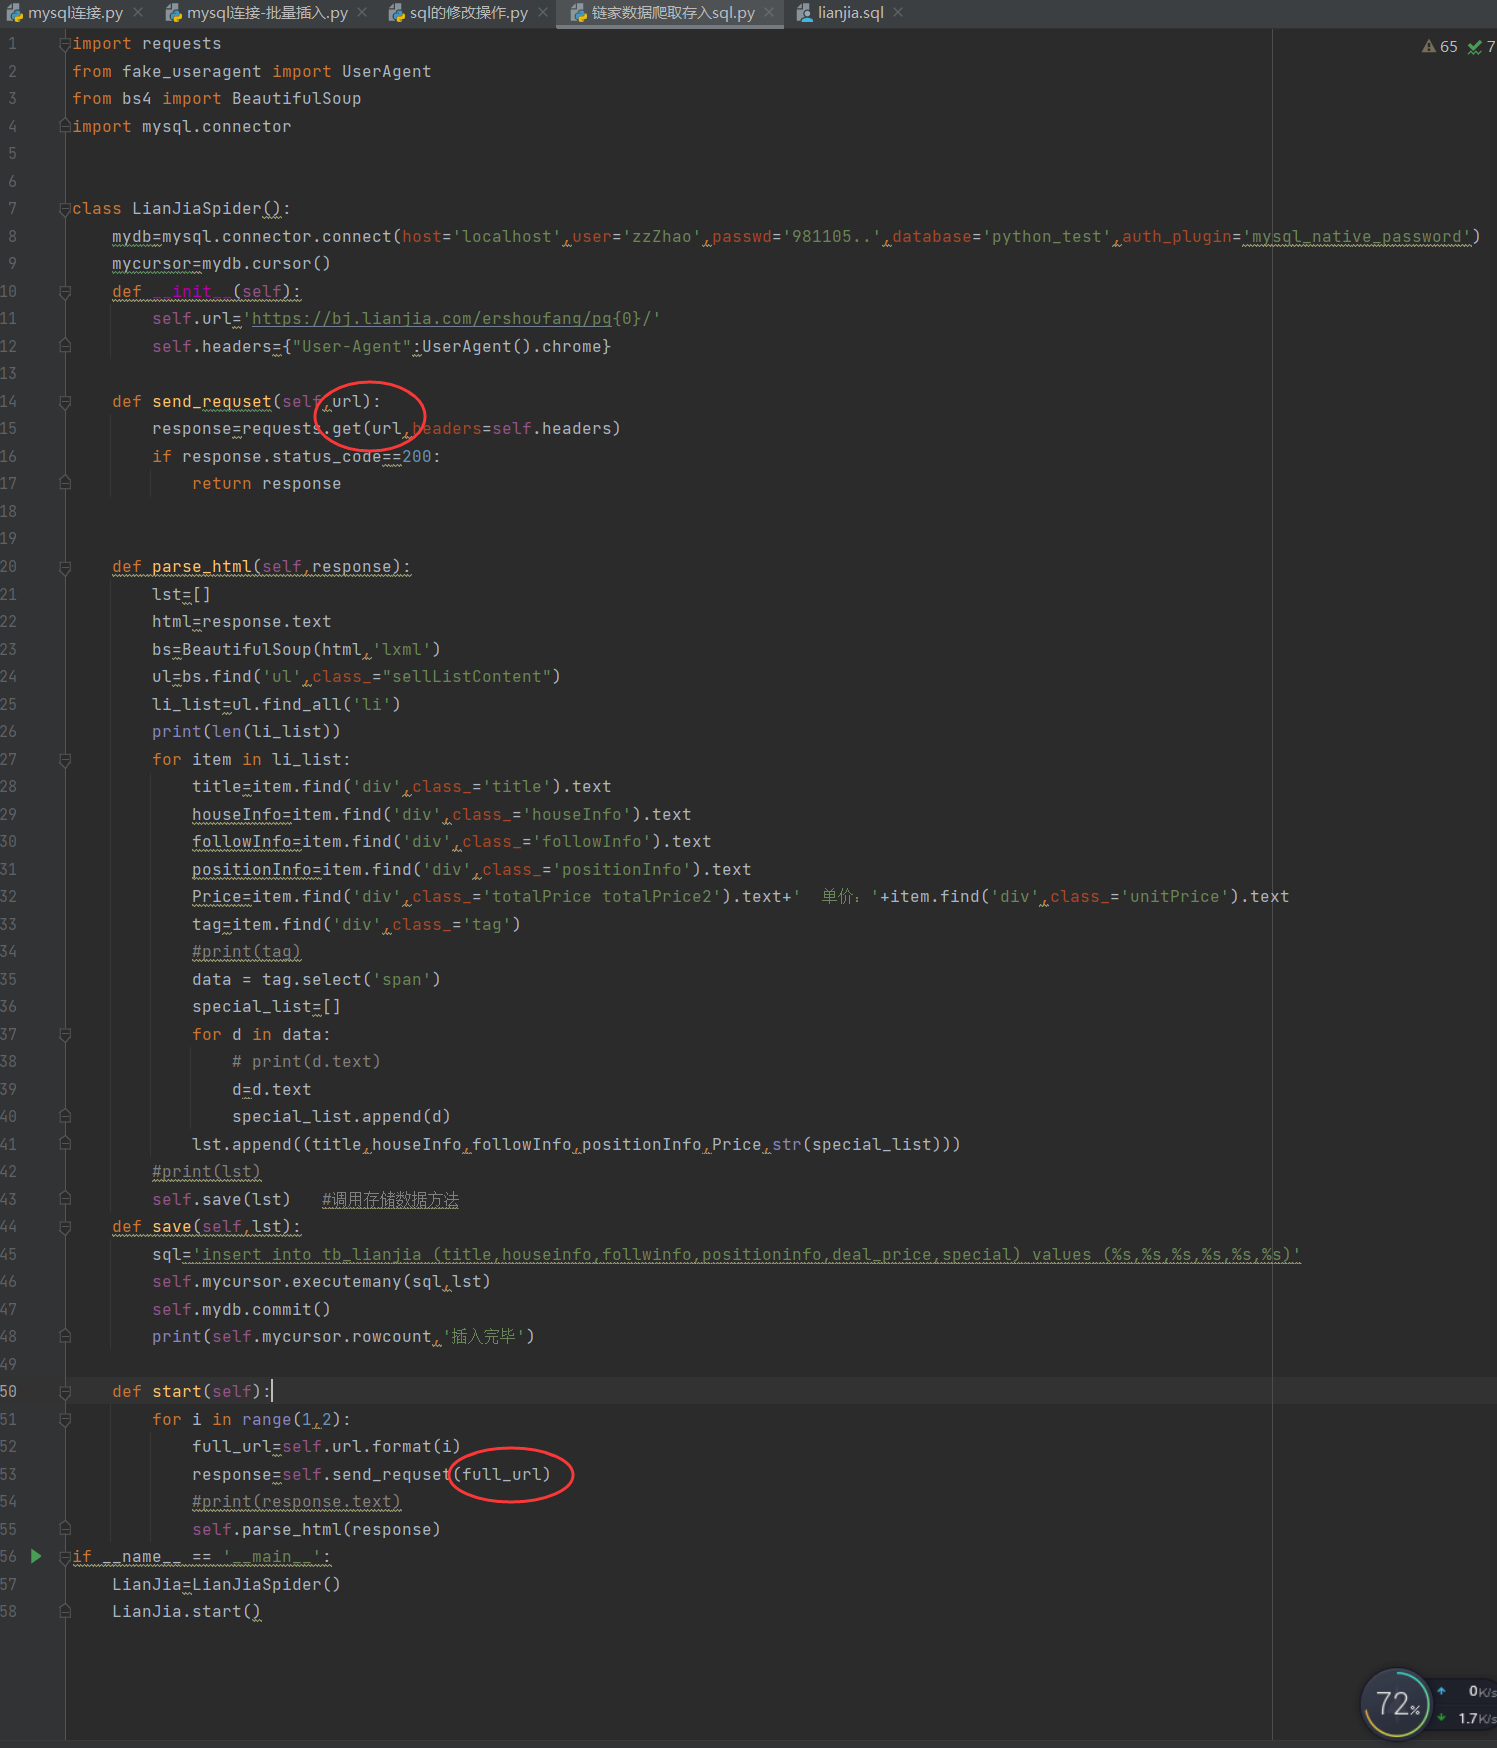 mysql连接.py mysql连接-批量插入.py sql的修改操作.py 链家数据爬取存入sql.py lianjia.sql
65 7
1 import requests
2 from fake_useragent import UserAgent
3 from bs4 import BeautifulSoup
4 import mysql.connector
5
6
7 class LianJiaSpider():
8 mydb=mysql.connector.connect(host='localhost',user='zzZhao',passwd='981105..',database='python_test',auth_plugin='mysql_native_password')
9 mycursor=mydb.cursor()
10 def __init__(self):
11 self.url='https://bj.lianjia.com/ershoufang/pg{0}/'
12 self.headers={"User-Agent":UserAgent().chrome}
13
14 def send_requset(self,url):
15 response=requests.get(url,headers=self.headers)
16 if response.status_code==200:
17 return response
18
19
20 def parse_html(self,response):
21 lst=[]
22 html=response.text
23 bs=BeautifulSoup(html,'lxml')
24 ul=bs.find('ul',class_="sellListContent")
25 li_list=ul.find_all('li')
26 print(len(li_list))
27 for item in li_list:
28 title=item.find('div',class_='title').text
29 houseInfo=item.find('div',class_='houseInfo').text
30 followInfo=item.find('div',class_='followInfo').text
31 positionInfo=item.find('div',class_='positionInfo').text
32 Price=item.find('div',class_='totalPrice totalPrice2').text+'  单价：'+item.find('div',class_='unitPrice').text
33 tag=item.find('div',class_='tag')
34 #print(tag)
35 data = tag.select('span')
36 special_list=[]
37 for d in data:
38 # print(d.text)
39 d=d.text
40 special_list.append(d)
41 lst.append((title,houseInfo,followInfo,positionInfo,Price,str(special_list)))
42 #print(lst)
43 self.save(lst)   #调用存储数据方法
44 def save(self,lst):
45 sql='insert into tb_lianjia (title,houseinfo,follwinfo,positioninfo,deal_price,special) values (%s,%s,%s,%s,%s,%s)'
46 self.mycursor.executemany(sql,lst)
47 self.mydb.commit()
48 print(self.mycursor.rowcount,'插入完毕')
49
50 def start(self):
51 for i in range(1,2):
52 full_url=self.url.format(i)
53 response=self.send_requset(full_url)
54 #print(response.text)
55 self.parse_html(response)
56 if __name__ == '__main__':
57 LianJia=LianJiaSpider()
58 LianJia.start()
72% 0K/s
1.7K/s